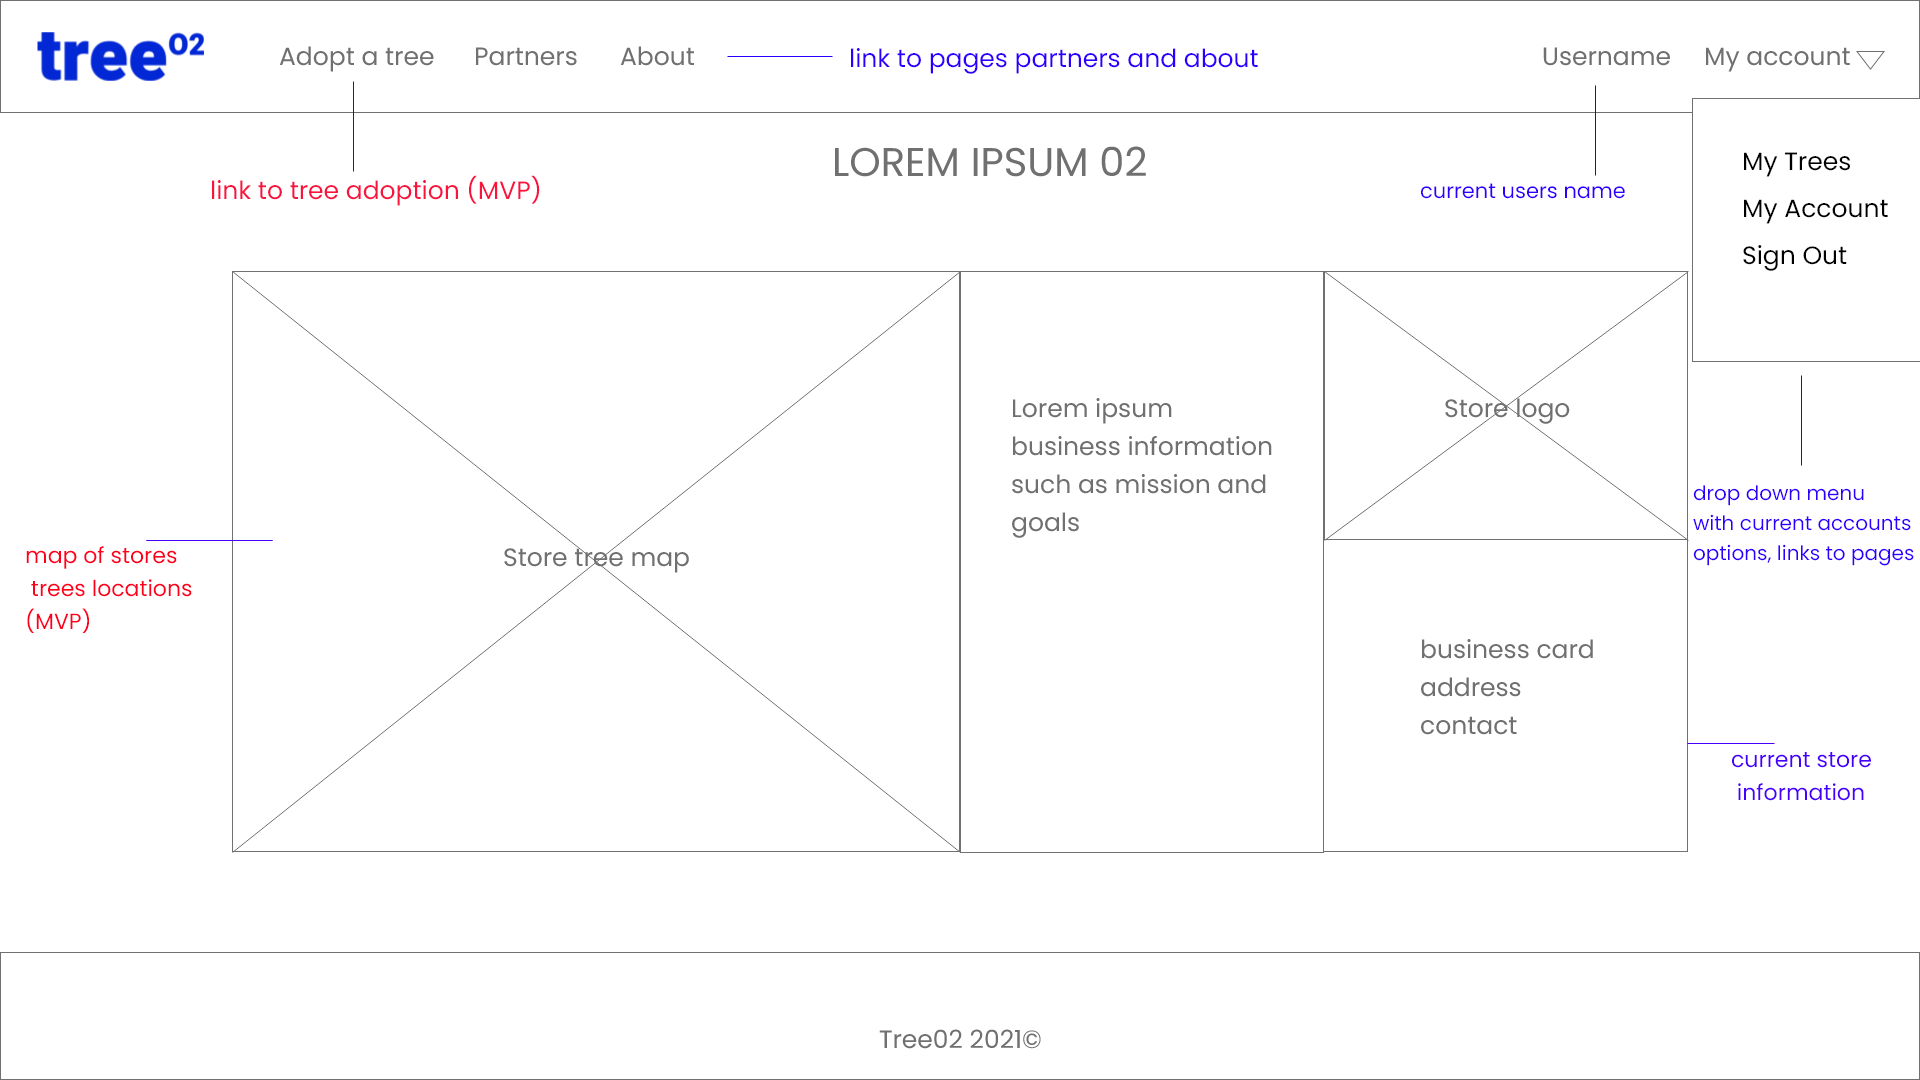 tree02
Adopt a tree
Partners
About
link to pages partners and about
Username
My account
link to tree adoption (MVP)
LOREM IPSUM 02
current users name
My Trees
My Account
Sign Out
map of stores
trees locations
(MVP)
Store tree map
Lorem ipsum
business information
such as mission and
goals
Store logo
business card
address
contact
drop down menu
with current accounts
options, links to pages
current store
information
Tree02 2021©